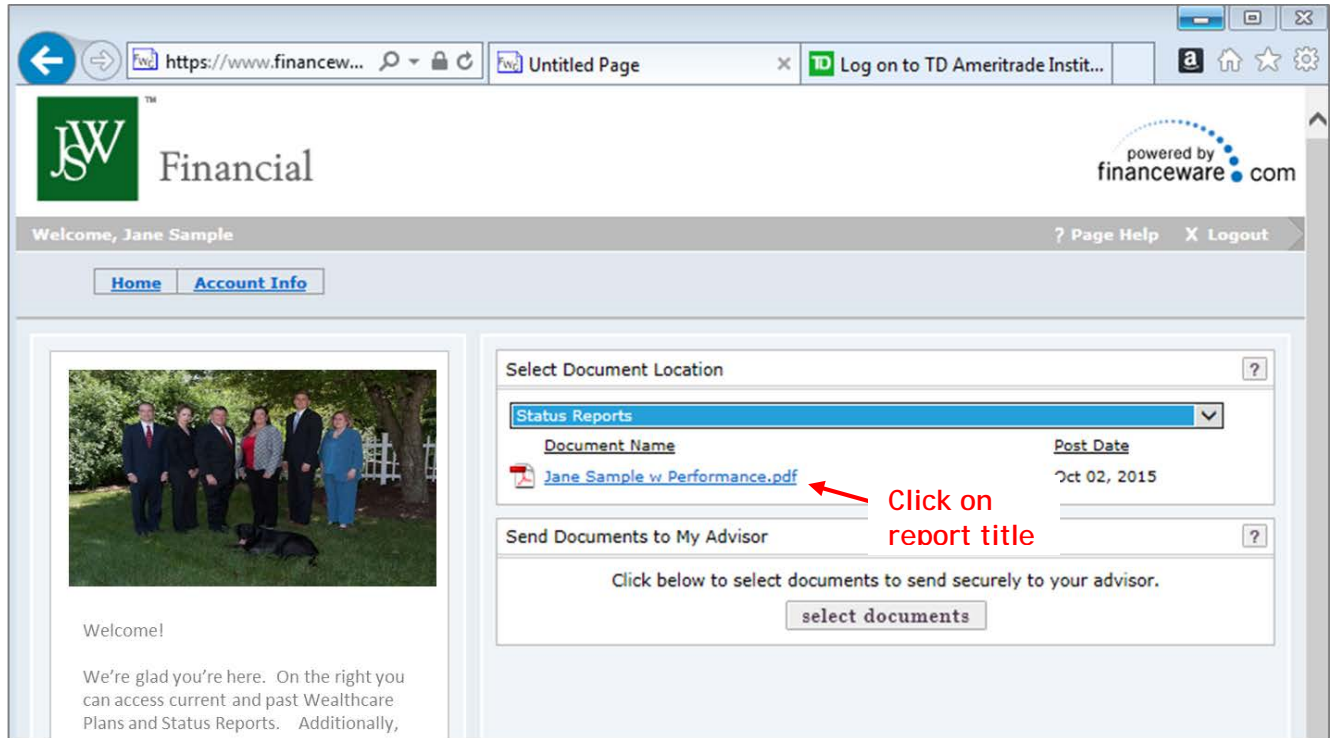 https://www.financew...
Untitled Page
Log on to TD Ameritrade Instit...
JSW
TM
Financial
powered by
financeware.com
Welcome, Jane Sample
? Page Help X Logout
Home Account Info
Select Document Location ?
Status Reports
Document Name Post Date
Jane Sample w Performance.pdf Oct 02, 2015
Click on
report title
Send Documents to My Advisor ?
Click below to select documents to send securely to your advisor.
select documents
Welcome!
We're glad you're here. On the right you
can access current and past Wealthcare
Plans and Status Reports. Additionally,